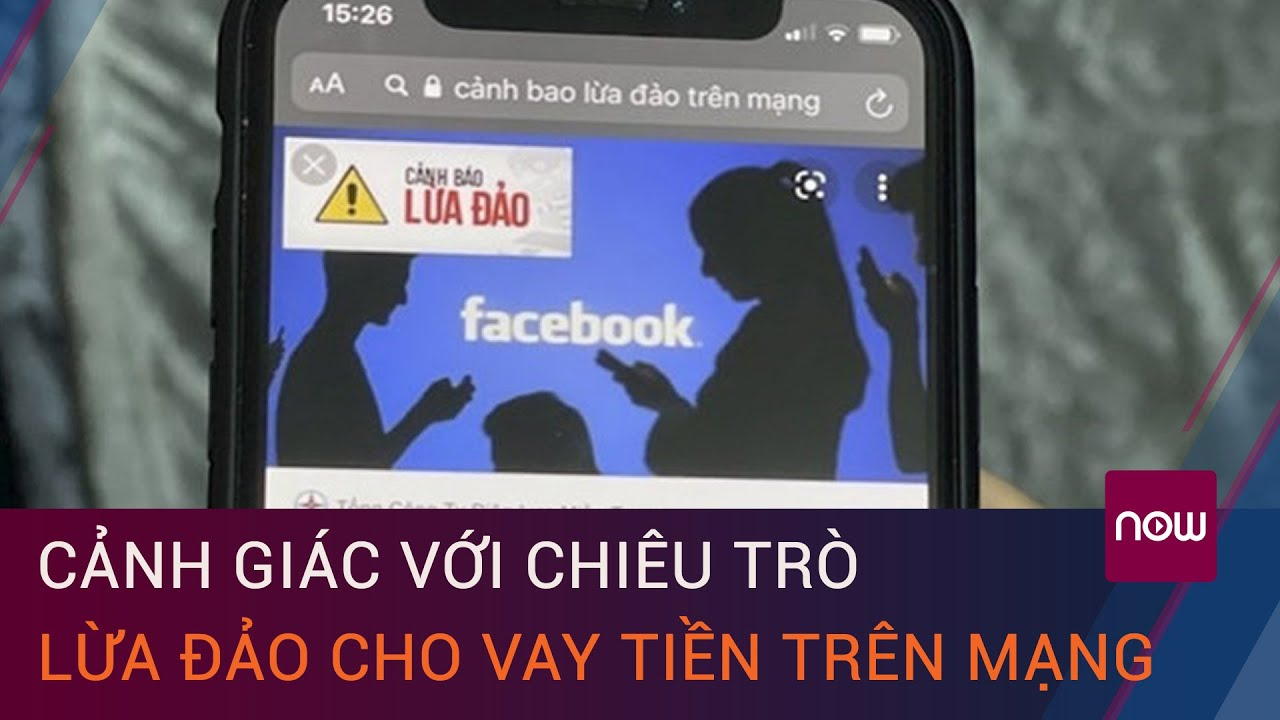 15:26
AA cảnh bao lừa đảo trên mạng
CẢNH BÁO
LỪA ĐẢO
facebook
now
CẢNH GIÁC VỚI CHIÊU TRÒ
LỪA ĐẢO CHO VAY TIỀN TRÊN MẠNG